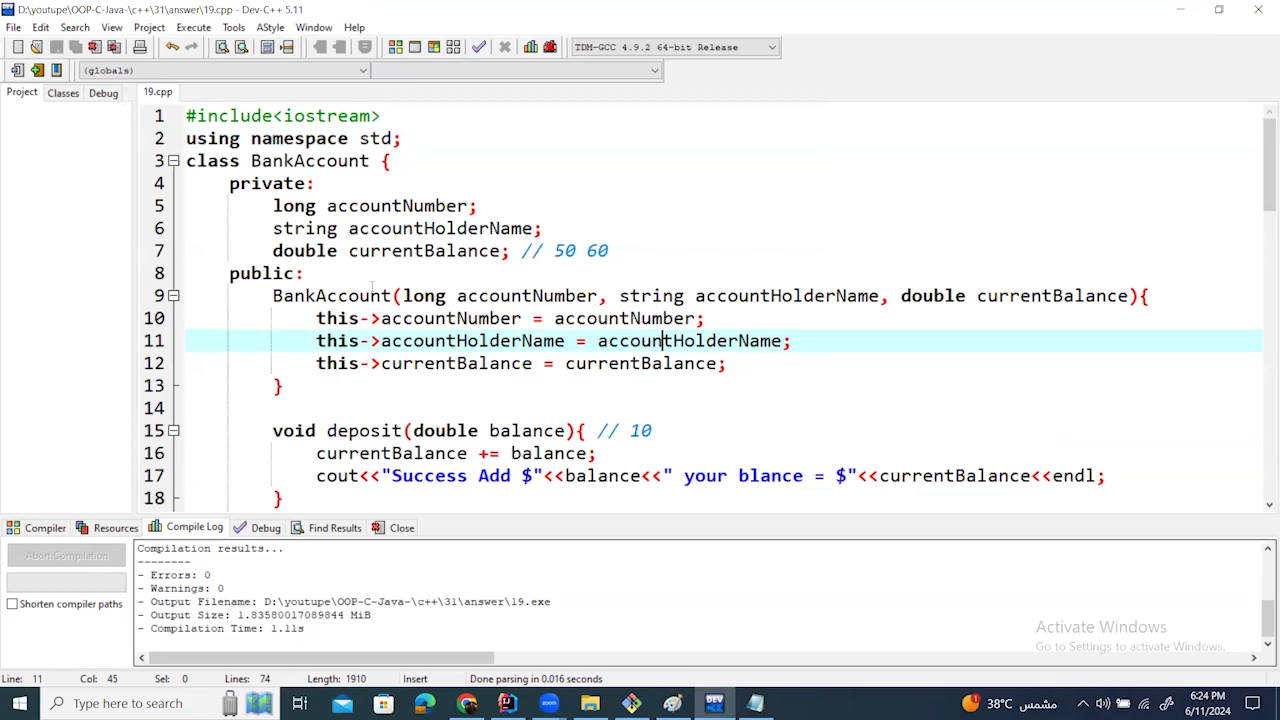 D:\youtupe\OOP-C-Java-\c++\31\answer\19.cpp - Dev-C++ 5.11
File Edit Search View Project Execute Tools AStyle Window Help
TDM-GCC 4.9.2 64-bit Release
(globals)
Project Classes Debug 19.cpp
1 #include<iostream>
2 using namespace std;
3 class BankAccount {
4 private:
5 long accountNumber;
6 string accountHolderName;
7 double currentBalance; // 50 60
8 public:
9 BankAccount(long accountNumber, string accountHolderName, double currentBalance){
10 this->accountNumber = accountNumber;
11 this->accountHolderName = accountHolderName;
12 this->currentBalance = currentBalance;
13 }
14
15 void deposit(double balance){ // 10
16 currentBalance += balance;
17 cout<<"Success Add $"<<balance<<" your blance = $"<<currentBalance<<endl;
18 }
Compiler Resources Compile Log Debug Find Results Close
Abort Compilation
Shorten compiler paths
Compilation results...
--------
- Errors: 0
- Warnings: 0
- Output Filename: D:\youtupe\OOP-C-Java-\c++\31\answer\19.exe
- Output Size: 1.83580017089844 MiB
- Compilation Time: 1.11s
Activate Windows
Go to Settings to activate Windows.
Line: 11 Col: 45 Sel: 0 Lines: 74 Length: 1910 Insert Done parsing in 0.016 seconds
Type here to search
zoom
DEV
38°C مشمس
6:24 PM
6/11/2024